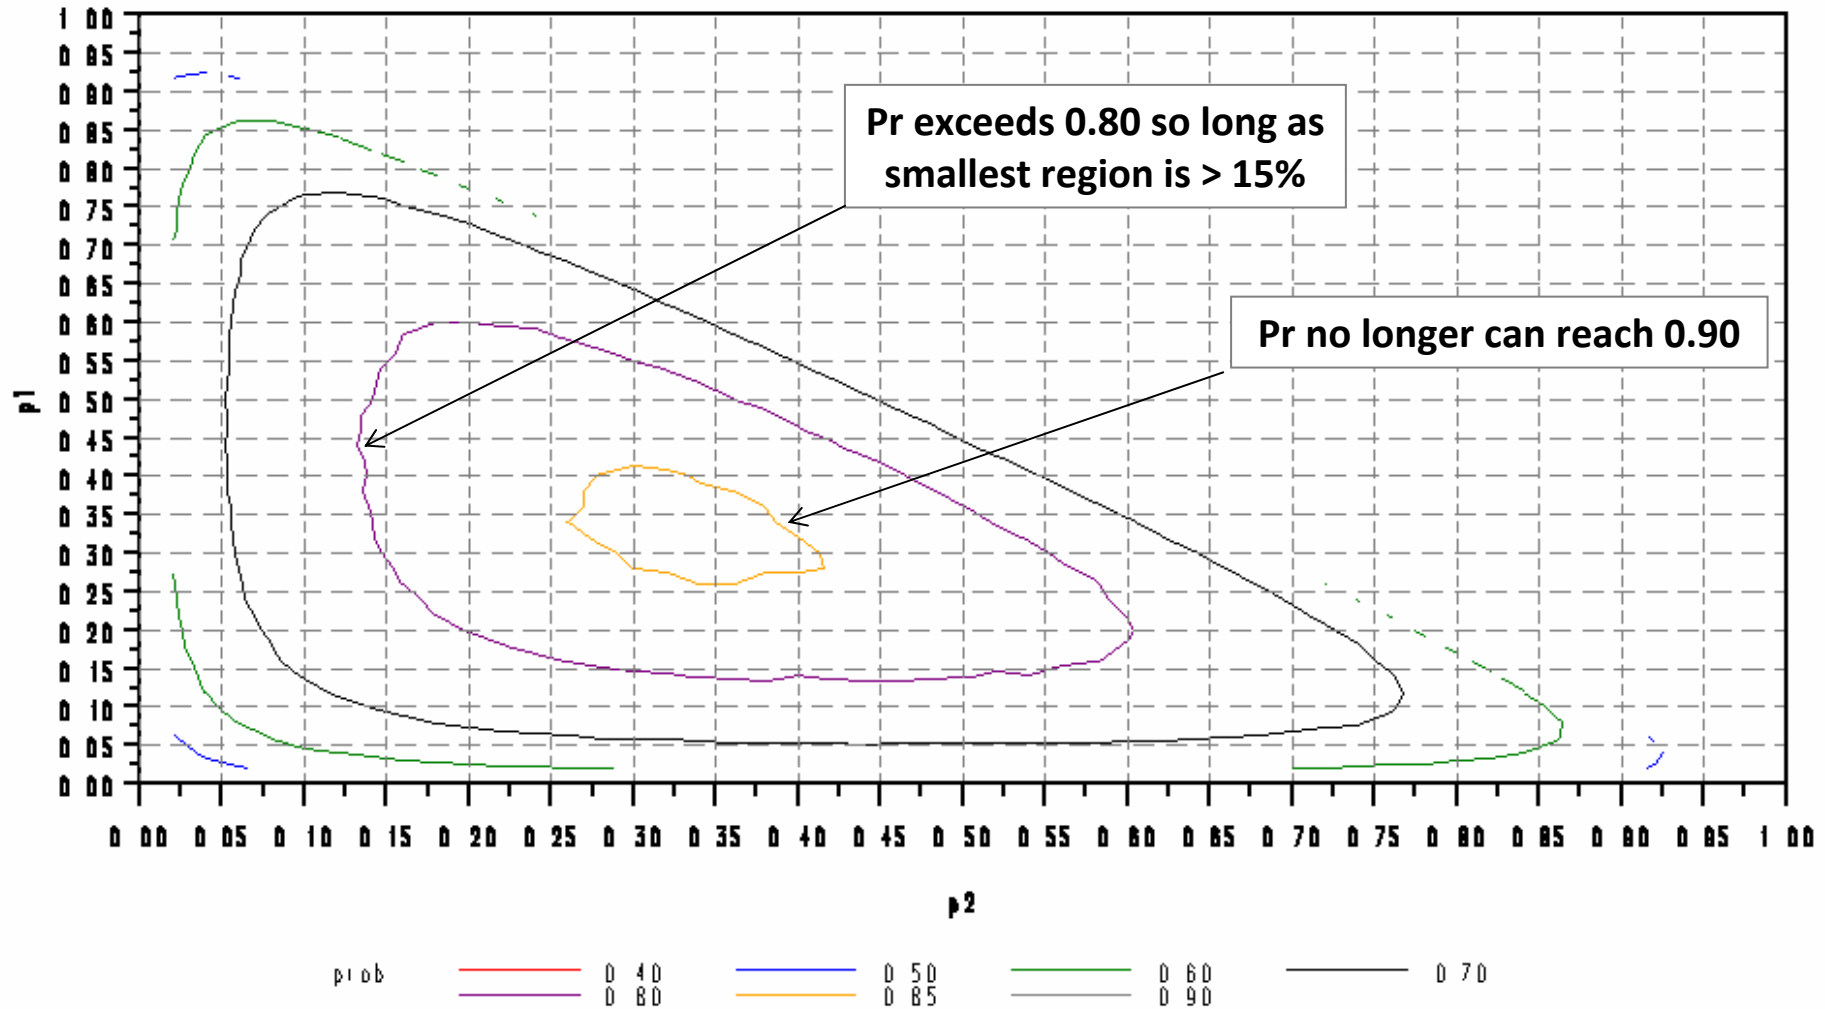 1 00
0 95
0 90
0 85
0 80
0 75
0 70
0 65
0 60
0 55
0 50
0 45
0 40
0 35
0 30
0 25
0 20
0 15
0 10
0 05
0 00
p1
Pr exceeds 0.80 so long as
smallest region is > 15%
Pr no longer can reach 0.90
0 00 0 05 0 10 0 15 0 20 0 25 0 30 0 35 0 40 0 45 0 50 0 55 0 60 0 65 0 70 0 75 0 80 0 85 0 90 0 95 1 00
p2
prob 0 40 0 50 0 60 0 70
0 80 0 85 0 90